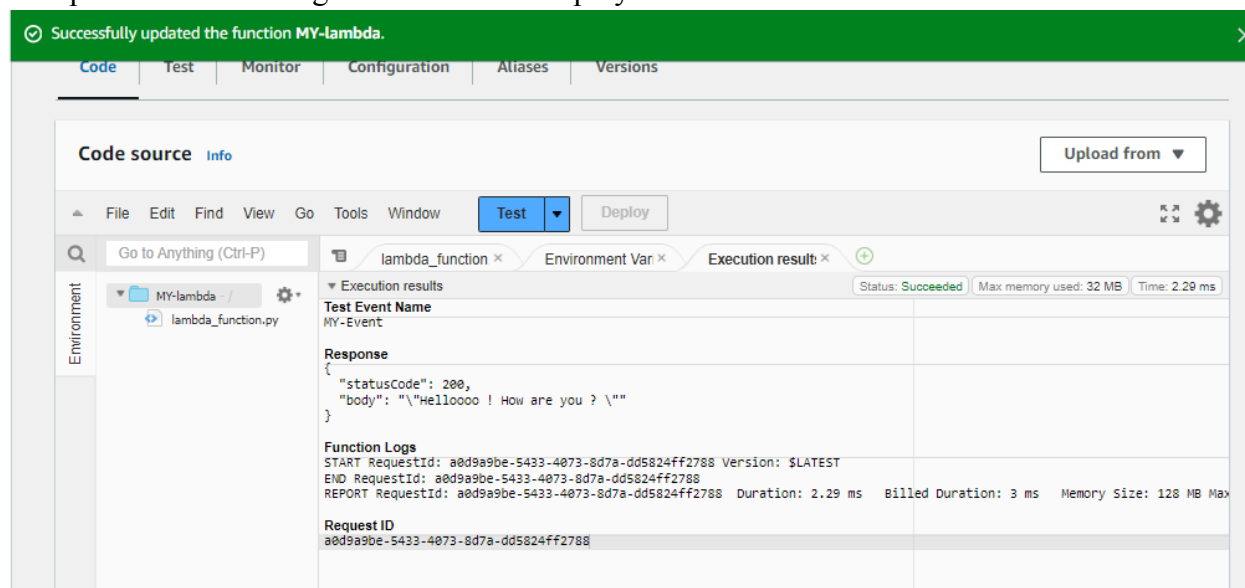 Successfully updated the function MY-lambda.
Code Test Monitor Configuration Aliases Versions
Code source Info
Upload from
File Edit Find View Go Tools Window Test Deploy
Go to Anything (Ctrl-P)
lambda_function Environment Var Execution result
Environment
MY-lambda - /
lambda_function.py
Execution results
Status: Succeeded Max memory used: 32 MB Time: 2.29 ms
Test Event Name
MY-Event
Response
{
"statusCode": 200,
"body": "\"Helloooo ! How are you ? \""
}
Function Logs
START RequestId: a0d9a9be-5433-4073-8d7a-dd5824ff2788 Version: $LATEST
END RequestId: a0d9a9be-5433-4073-8d7a-dd5824ff2788
REPORT RequestId: a0d9a9be-5433-4073-8d7a-dd5824ff2788 Duration: 2.29 ms Billed Duration: 3 ms Memory Size: 128 MB Max
Request ID
a0d9a9be-5433-4073-8d7a-dd5824ff2788